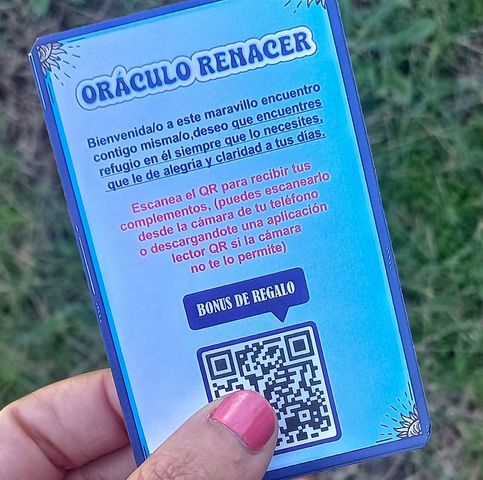 ORÁCULO RENACER
Bienvenida/o a este maravillo encuentro
contigo misma/o,deseo que encuentres
refugio en él siempre que lo necesites,
que le de alegría y claridad a tus días.
Escanea el QR para recibir tus
complementos, (puedes escanearlo
desde la cámara de tu teléfono
o descargandote una aplicación
lector QR si la cámara
no te lo permite)
BONUS DE REGALO